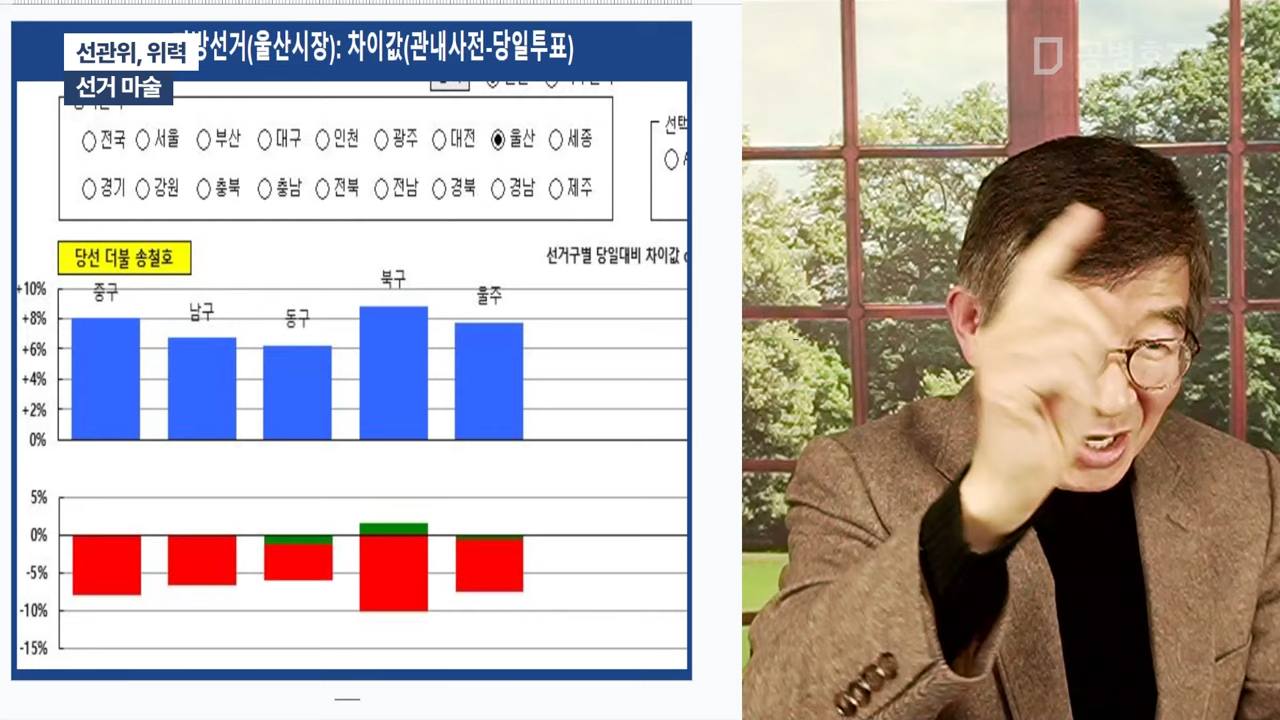 방선거(울산시장): 차이값(관내사전-당일투표)
선관위, 위력
선거 마술
전국 서울 부산 대구 인천 광주 대전 울산 세종
경기 강원 충북 충남 전북 전남 경북 경남 제주
선택
당선 더불 송철호
선거구별 당일대비 차이값
+10%
+8%
+6%
+4%
+2%
0%
중구
남구
동구
북구
울주
5%
0%
-5%
-10%
-15%